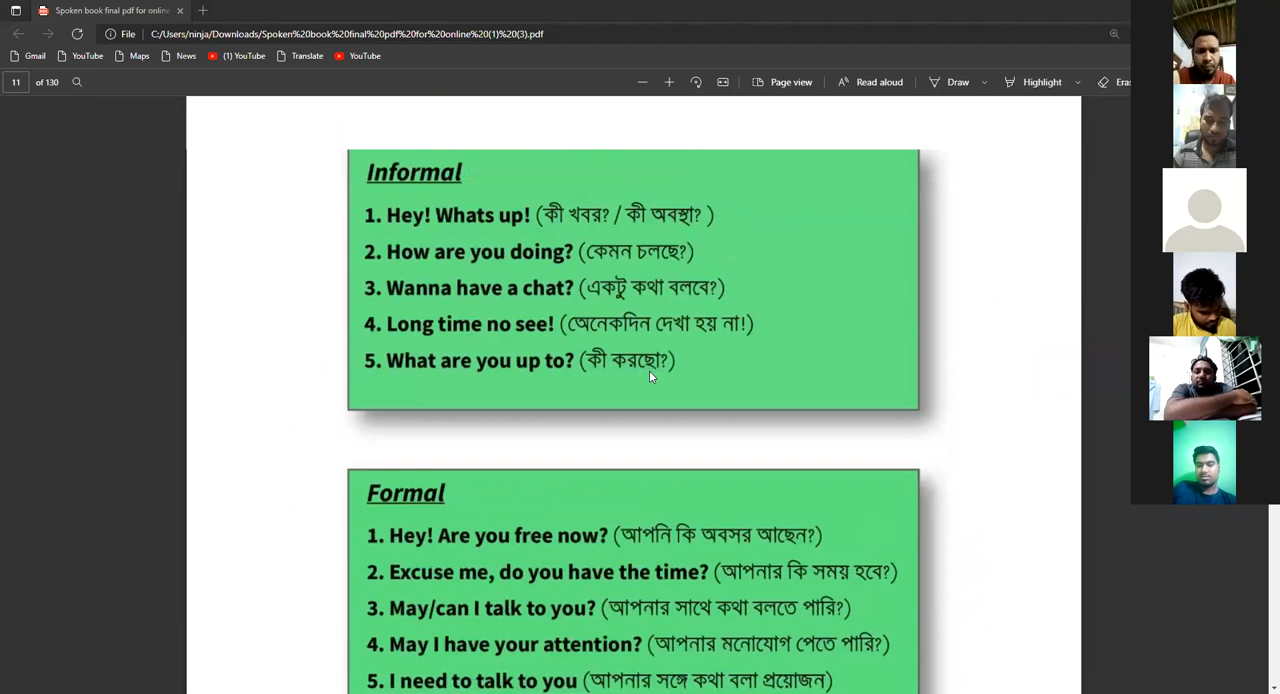 Spoken book final pdf for online
File C:/Users/ninja/Downloads/Spoken%20book%20final%20pdf%20for%20online%20(1)%20(3).pdf
Gmail YouTube Maps News (1) YouTube Translate YouTube
11 of 130 Page view Read aloud Draw Highlight Eras
Informal
1. Hey! Whats up! (কী খবর? / কী অবস্থা? )
2. How are you doing? (কেমন চলছে?)
3. Wanna have a chat? (একটু কথা বলবে?)
4. Long time no see! (অেনেকদিন দেখা হয় না!)
5. What are you up to? (কী করছো?)
Formal
1. Hey! Are you free now? (আপনি কি অবসর আছেন?)
2. Excuse me, do you have the time? (আপনার কি সময় হবে?)
3. May/can I talk to you? (আপনার সাথে কথা বলতে পারি?)
4. May I have your attention? (আপনার মনোযোগ পেতে পারি?)
5. I need to talk to you (আপনার সঙ্গে কথা বলা প্রয়োজন)